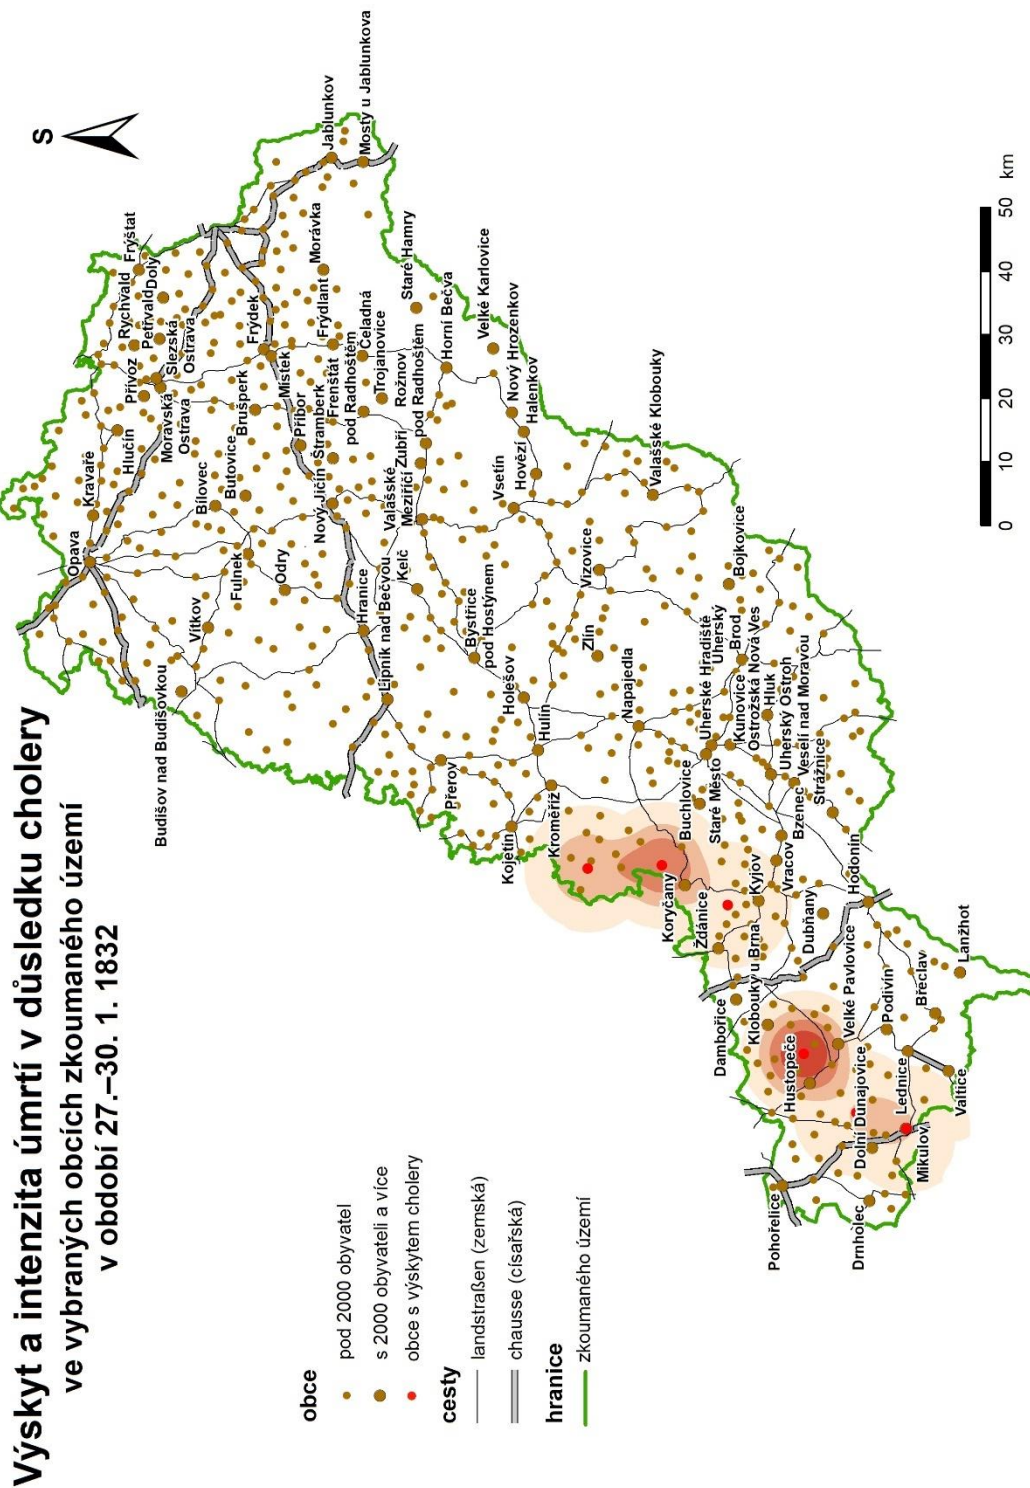 Výskyt a intenzita úmrtí v důsledku cholery
ve vybraných obcích zkoumaného území
v období 27.–30. 1. 1832
S
obce
pod 2000 obyvatel
s 2000 obyvateli a více
obce s výskytem cholery
cesty
landstraßen (zemská)
chausse (císařská)
hranice
zkoumaného území
0
10
20
30
40
50
km
Opava
Kravaře
Hlučín
Přívoz
Rychvald
Petřvald
Doly
Fryštat
Slezská
Ostrava
Moravská
Ostrava
Budišov nad Budišovkou
Vítkov
Bílovec
Butovice
Brušperk
Fulnek
Odry
Frýdek
Místek
Příbor
Štramberk
Nový Jičín
Frenštát
pod Radhoštěm
Frýdlant
Morávka
Jablunkov
Mosty u Jablunkova
Čeladná
Trojanovice
Staré Hamry
Hranice
Lipník nad Bečvou
Kelč
Valašské
Meziříčí
Zubří
Rožnov
pod Radhoštěm
Horní Bečva
Velké Karlovice
Nový Hrozenkov
Halenkov
Hovězí
Vsetín
Přerov
Bystřice
pod Hostýnem
Holešov
Hulín
Kojetín
Kroměříž
Zlín
Vizovice
Valašské Klobouky
Napajedla
Bojkovice
Uherské Hradiště
Uherský
Brod
Kunovice
Ostrožská Nová Ves
Hluk
Uherský Ostroh
Veselí nad Moravou
Strážnice
Buchlovice
Staré Město
Bzenec
Vracov
Kyjov
Koryčany
Ždánice
Dubňany
Hodonín
Dambořice
Klobouky u Brna
Velké Pavlovice
Hustopeče
Podivín
Břeclav
Lanžhot
Dolní Dunajovice
Lednice
Valtice
Mikulov
Pohořelice
Drnholec